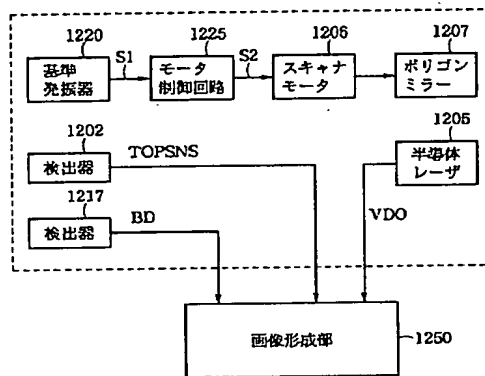 1220
1225
1206
1207
基準
発振器
S1
モータ
制御回路
S2
スキャナ
モータ
ポリゴン
ミラー
1202
検出器
TOPSNS
1205
半導体
レーザ
1217
検出器
BD
VDO
画像形成部
1250